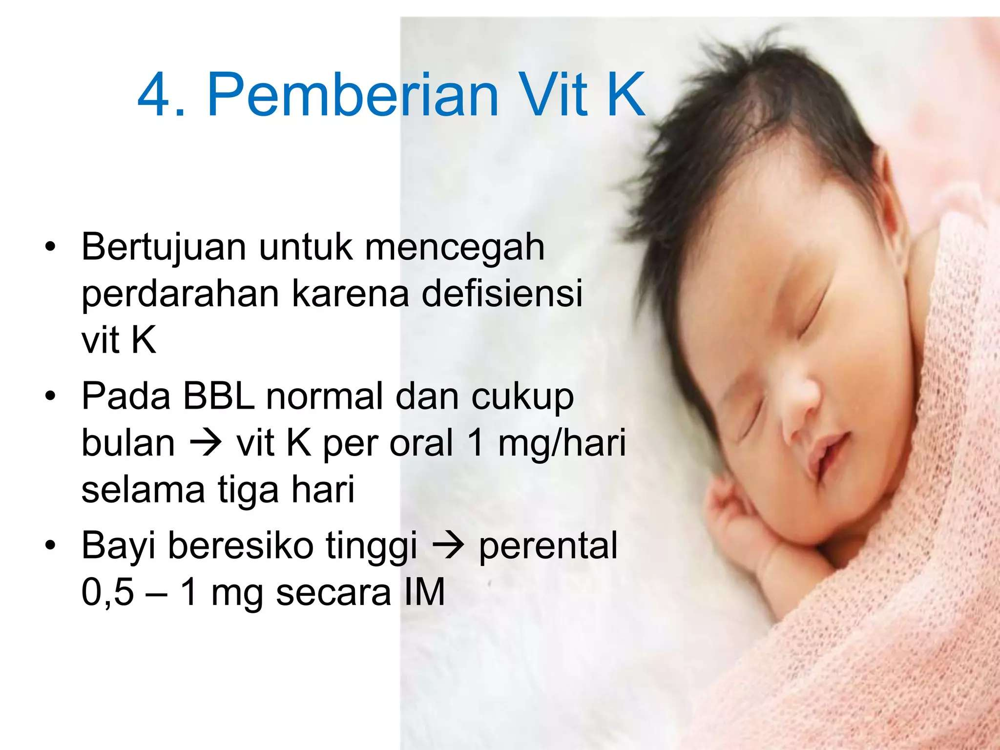 4. Pemberian Vit K
• Bertujuan untuk mencegah
perdarahan karena defisiensi
vit K
• Pada BBL normal dan cukup
bulan → vit K per oral 1 mg/hari
selama tiga hari
• Bayi beresiko tinggi → perental
0,5 – 1 mg secara IM